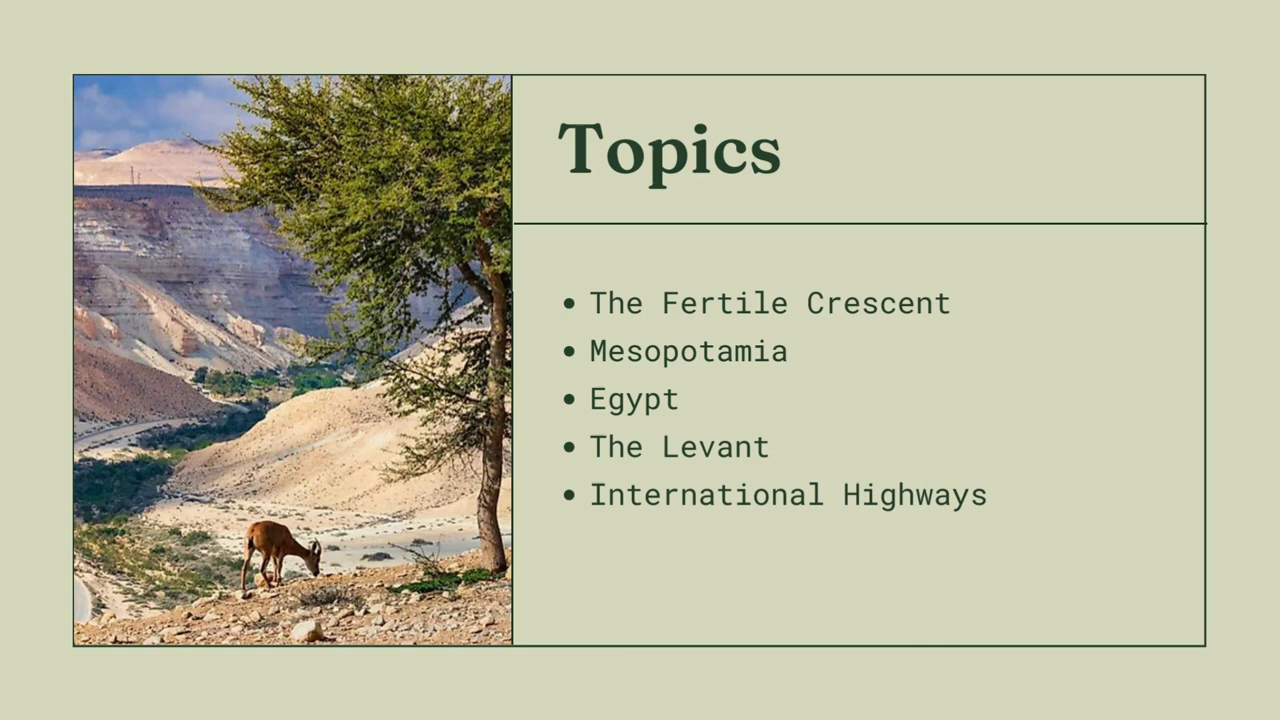 Topics
• The Fertile Crescent
• Mesopotamia
• Egypt
• The Levant
• International Highways